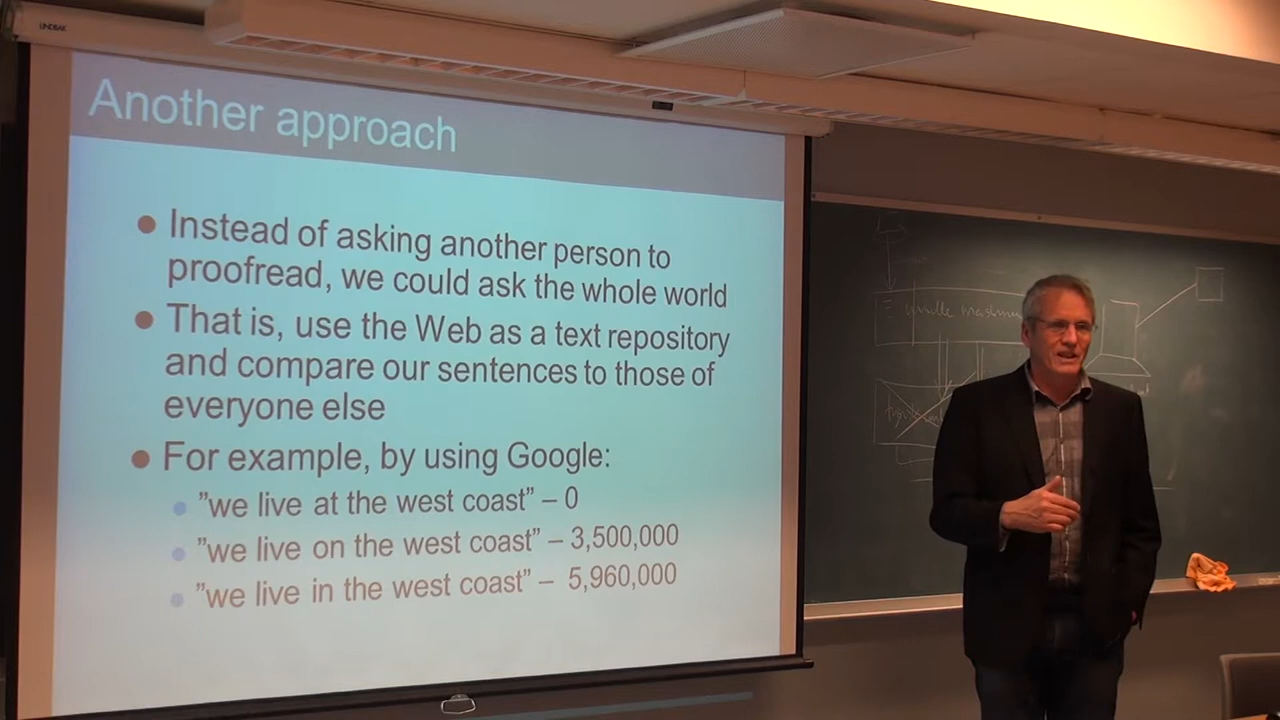 Another approach
Instead of asking another person to
proofread, we could ask the whole world
That is, use the Web as a text repository
and compare our sentences to those of
everyone else
For example, by using Google:
”we live at the west coast” – 0
”we live on the west coast” – 3,500,000
”we live in the west coast” – 5,960,000